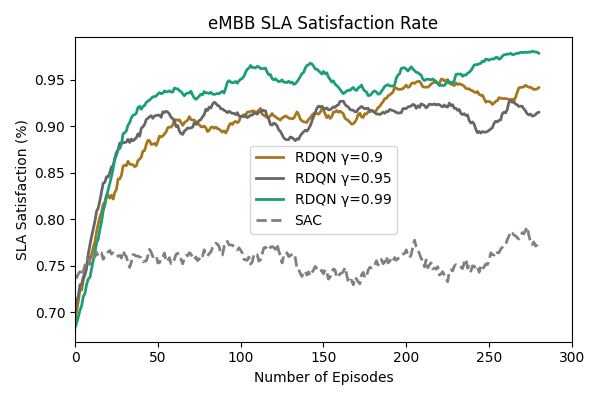 eMBB SLA Satisfaction Rate
SLA Satisfaction (%)
0.95
0.90
0.85
0.80
0.75
0.70
RDQN γ=0.9
RDQN γ=0.95
RDQN γ=0.99
SAC
0 50 100 150 200 250 300
Number of Episodes